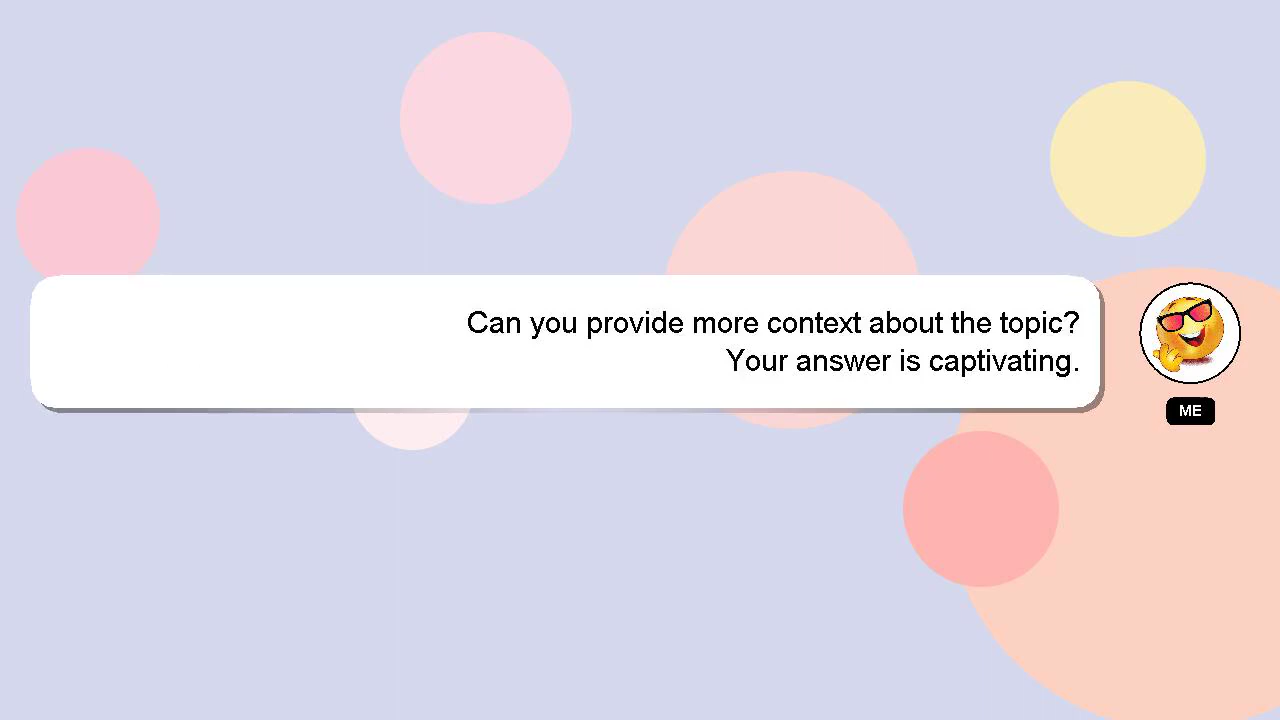 Can you provide more context about the topic?
Your answer is captivating.
ME